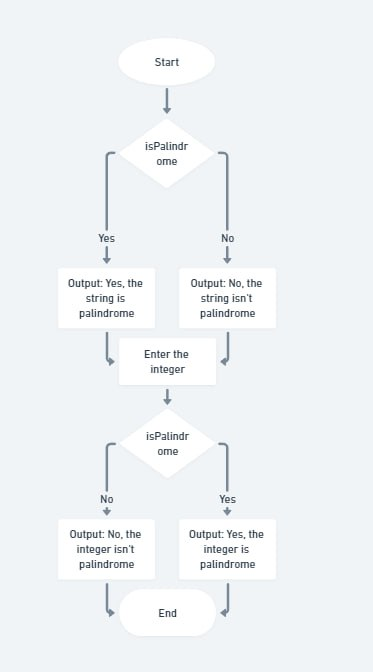 Start
isPalindr
ome
Yes
No
Output: Yes, the
string is
palindrome
Output: No, the
string isn't
palindrome
Enter the
integer
isPalindr
ome
No
Yes
Output: No, the
integer isn't
palindrome
Output: Yes, the
integer is
palindrome
End